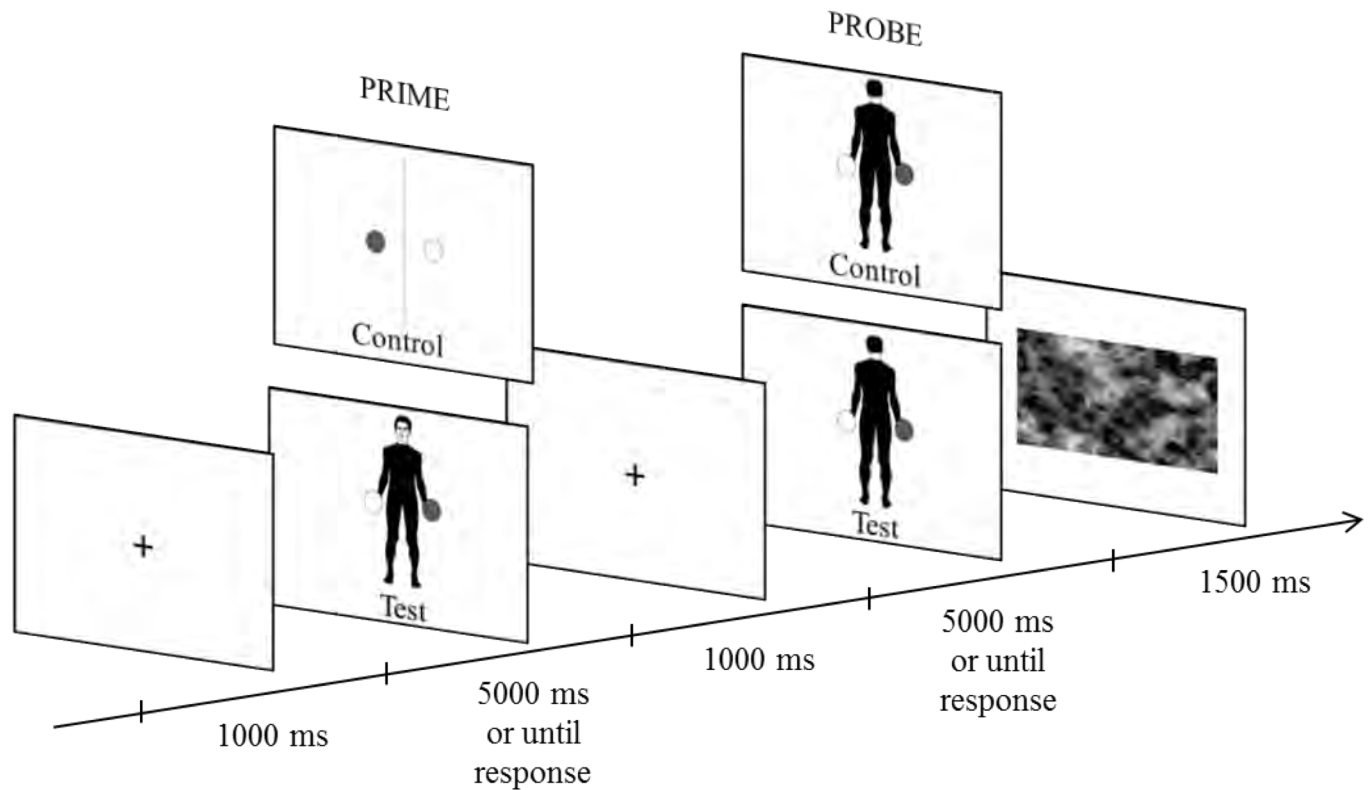 PROBE
PRIME
Control
Control
Test
Test
1000 ms
5000 ms
or until
response
1000 ms
5000 ms
or until
response
1500 ms